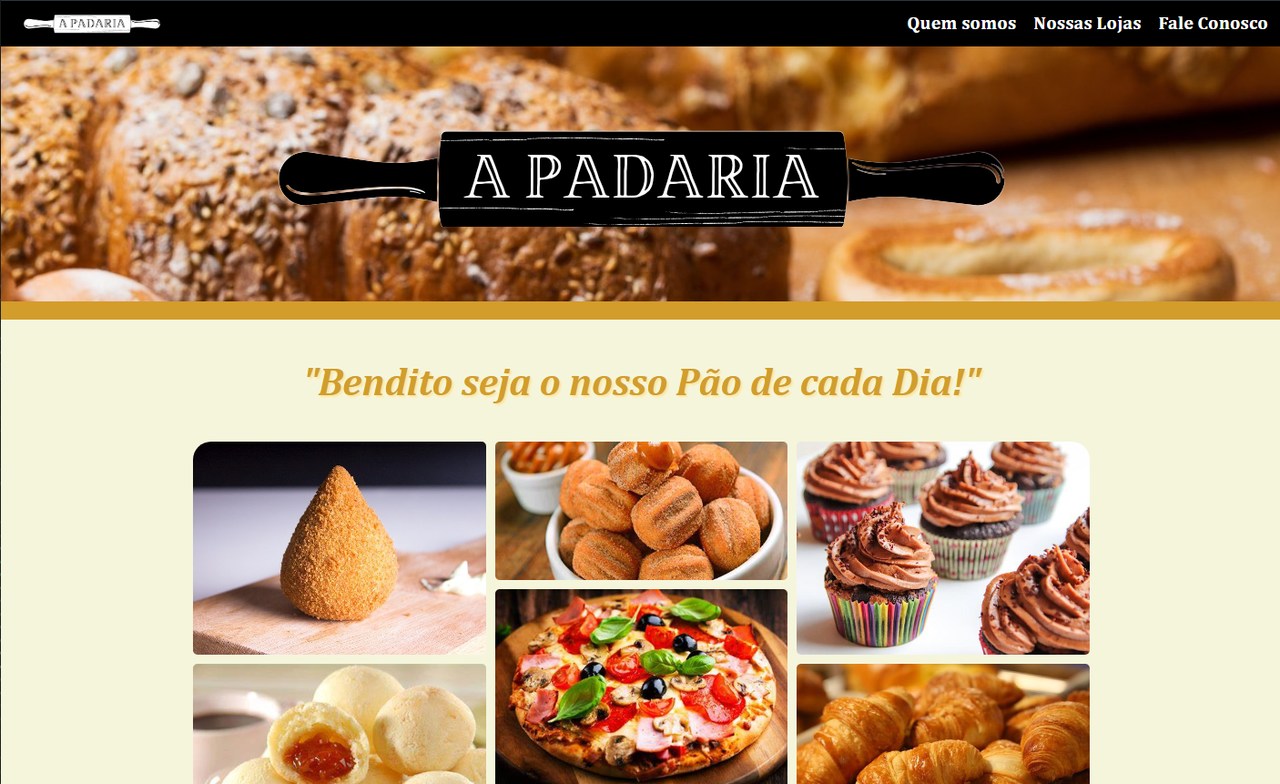 A PADARIA
Quem somos Nossas Lojas Fale Conosco
A PADARIA
"Bendito seja o nosso Pão de cada Dia!"